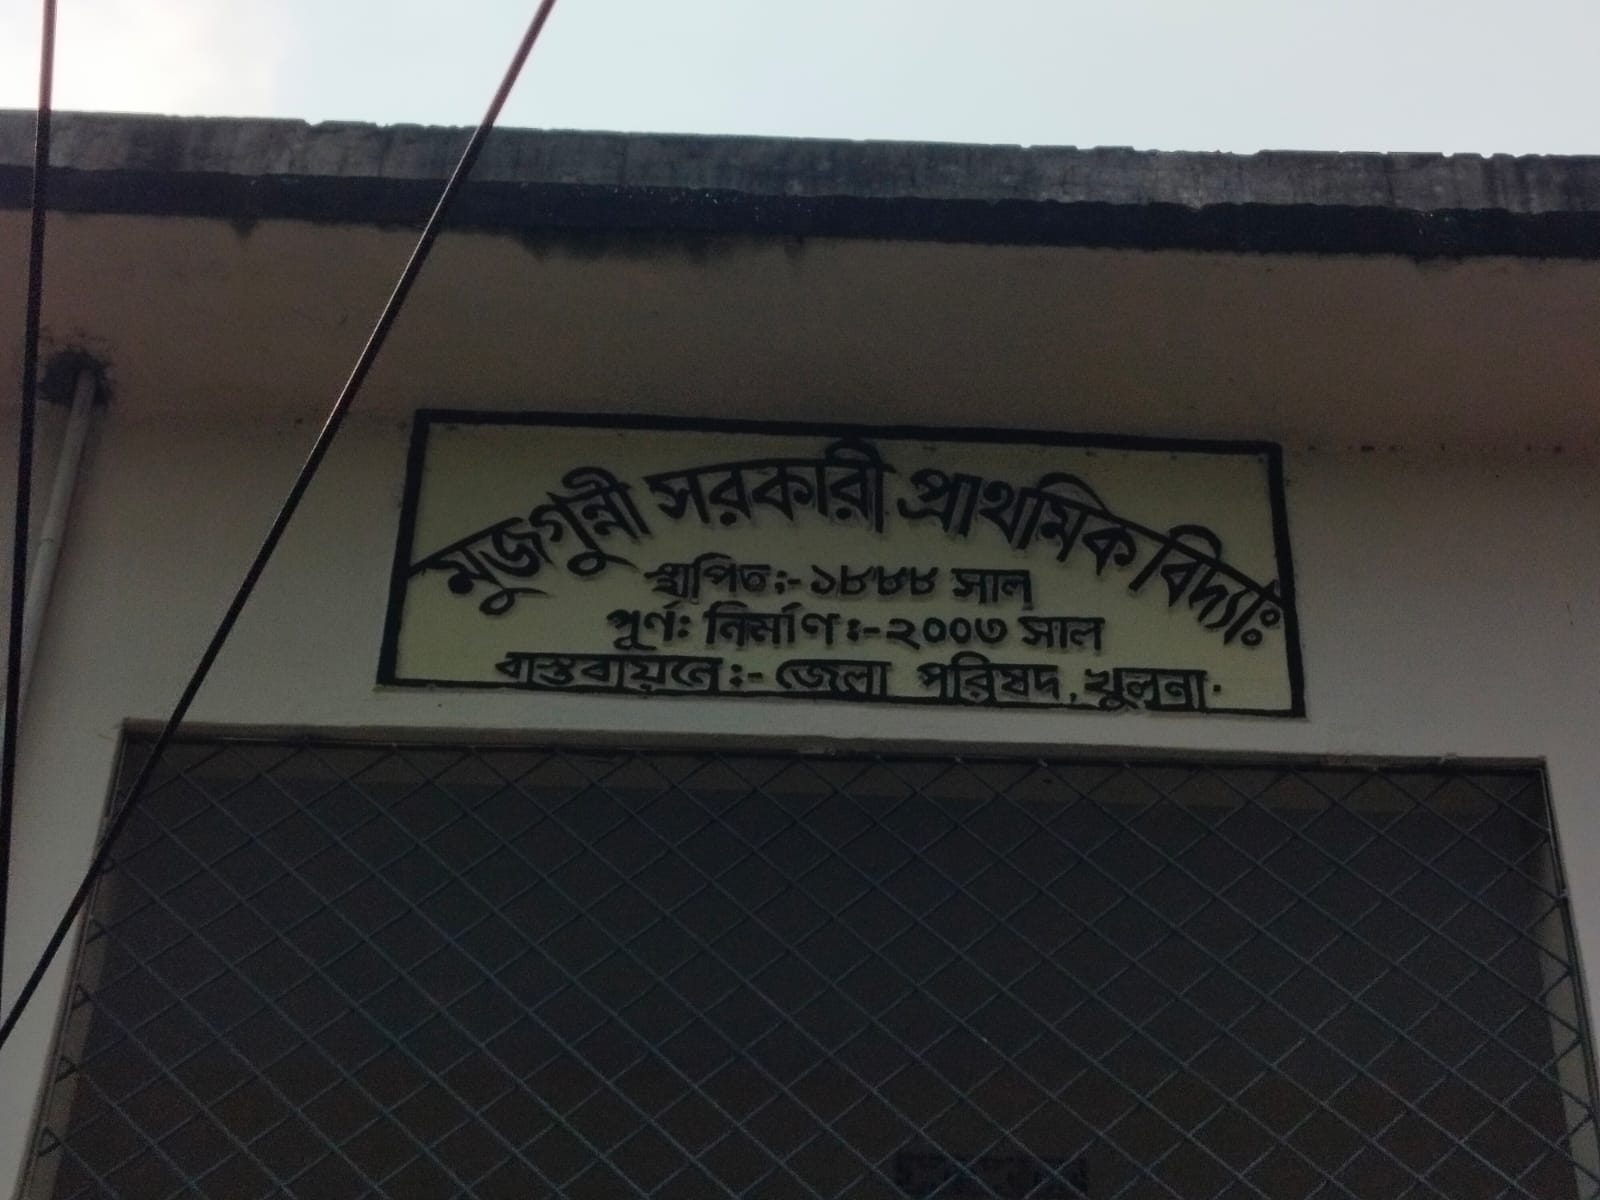 মুজগুন্নী সরকারী প্রাথমিক বিদ্যাঃ
স্থাপিত:- ১৮৮৮ সাল
পূর্ণঃ নির্মাণঃ- ২০০৩ সাল
বাস্তবায়নেঃ- জেলা পরিষদ, খুলনা।